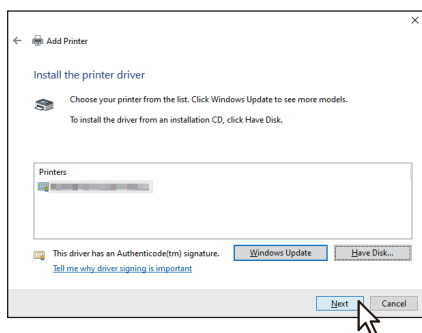 Add Printer
Install the printer driver
Choose your printer from the list. Click Windows Update to see more models.
To install the driver from an installation CD, click Have Disk.
Printers
This driver has an Authenticode(tm) signature.
Windows Update
Have Disk...
Tell me why driver signing is important
Next
Cancel